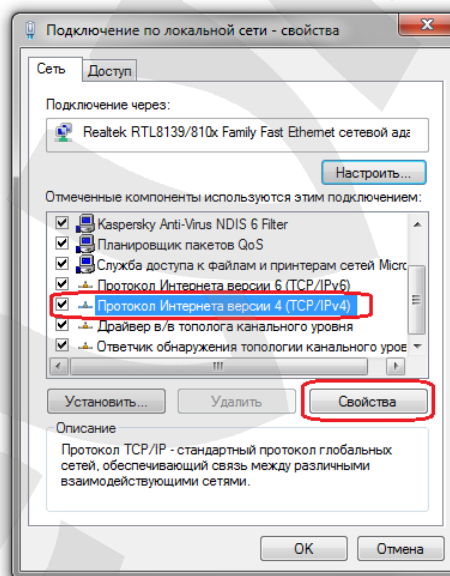 Подключение по локальной сети - свойства
Сеть
Доступ
Подключение через:
Realtek RTL8139/810x Family Fast Ethernet сетевой ада
Настроить...
Отмеченные компоненты используются этим подключением:
Kaspersky Anti-Virus NDIS 6 Filter
Планировщик пакетов QoS
Служба доступа к файлам и принтерам сетей Micro
Протокол Интернета версии 6 (TCP/IPv6)
Протокол Интернета версии 4 (TCP/IPv4)
Драйвер в/в тополога канального уровня
Ответчик обнаружения топологии канального уров
Установить...
Удалить
Свойства
Описание
Протокол TCP/IP - стандартный протокол глобальных
сетей, обеспечивающий связь между различными
взаимодействующими сетями.
OK
Отмена